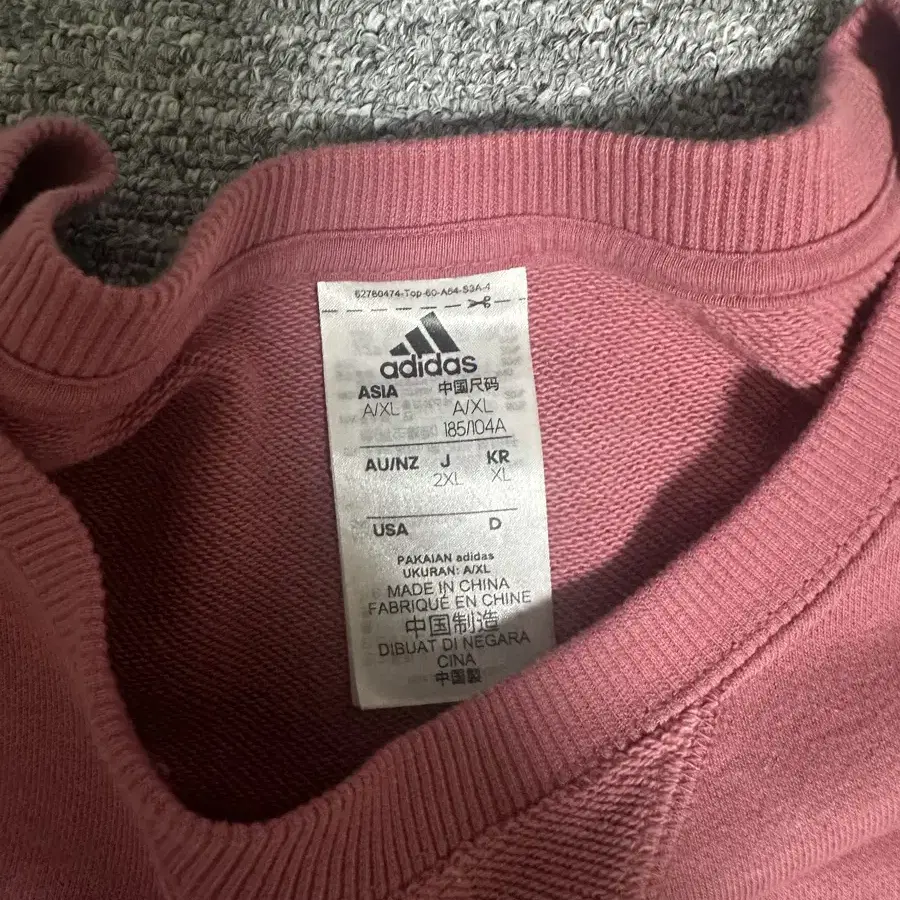 62760474-Top-60-A64-S3A-4
adidas
ASIA 中国尺码
A/XL A/XL
185/104A
AU/NZ J KR
2XL XL
USA D
PAKAIAN adidas
UKURAN: A/XL
MADE IN CHINA
FABRIQUÉ EN CHINE
中国制造
DIBUAT DI NEGARA
CINA
中國製